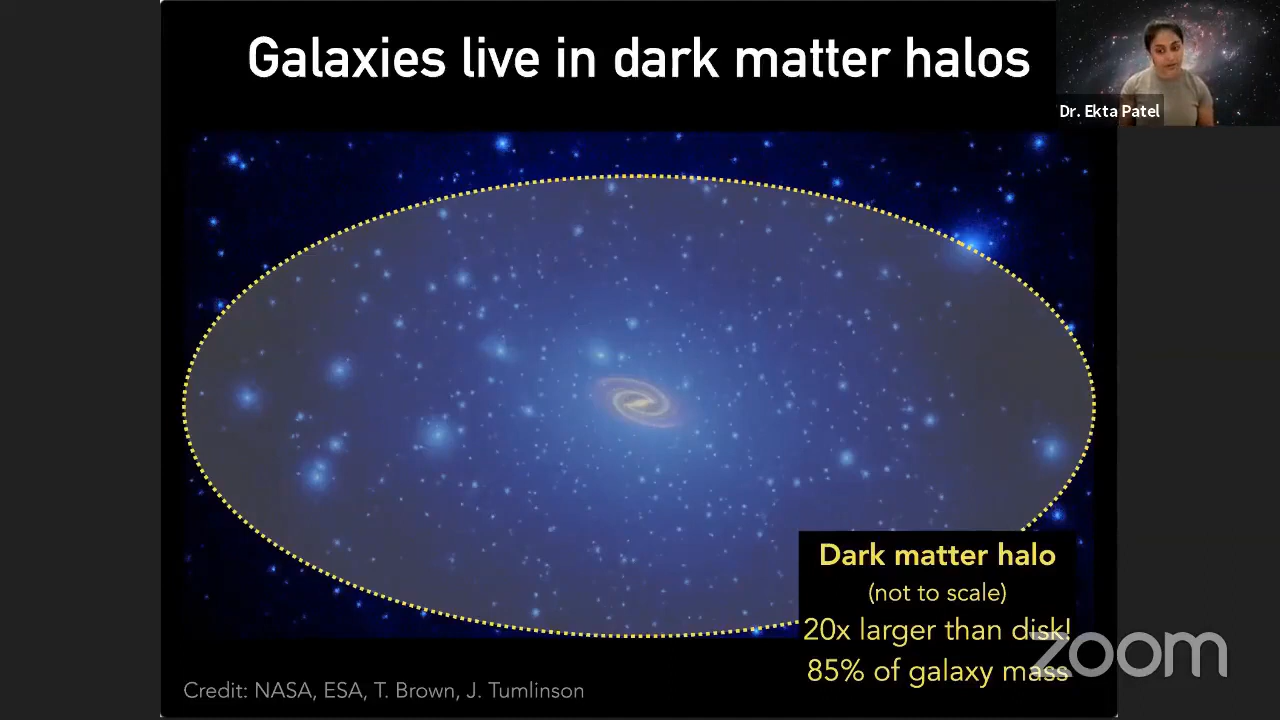 Galaxies live in dark matter halos
Dr. Ekta Patel
Dark matter halo
(not to scale)
20x larger than disk!
85% of galaxy mass
zoom
Credit: NASA, ESA, T. Brown, J. Tumlinson